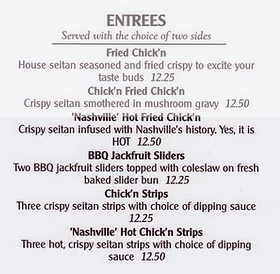 ENTREES
Served with the choice of two sides
Fried Chick'n
House seitan seasoned and fried crispy to excite your
taste buds 12.25
Chick'n Fried Chick'n
Crispy seitan smothered in mushroom gravy 12.50
'Nashville' Hot Fried Chick'n
Crispy seitan infused with Nashville's history. Yes, it is
HOT 12.50
BBQ Jackfruit Sliders
Two BBQ jackfruit sliders topped with coleslaw on fresh
baked slider bun 12.25
Chick'n Strips
Three crispy seitan strips with choice of dipping sauce
12.25
'Nashville' Hot Chick'n Strips
Three hot, crispy seitan strips with choice of dipping
sauce 12.50